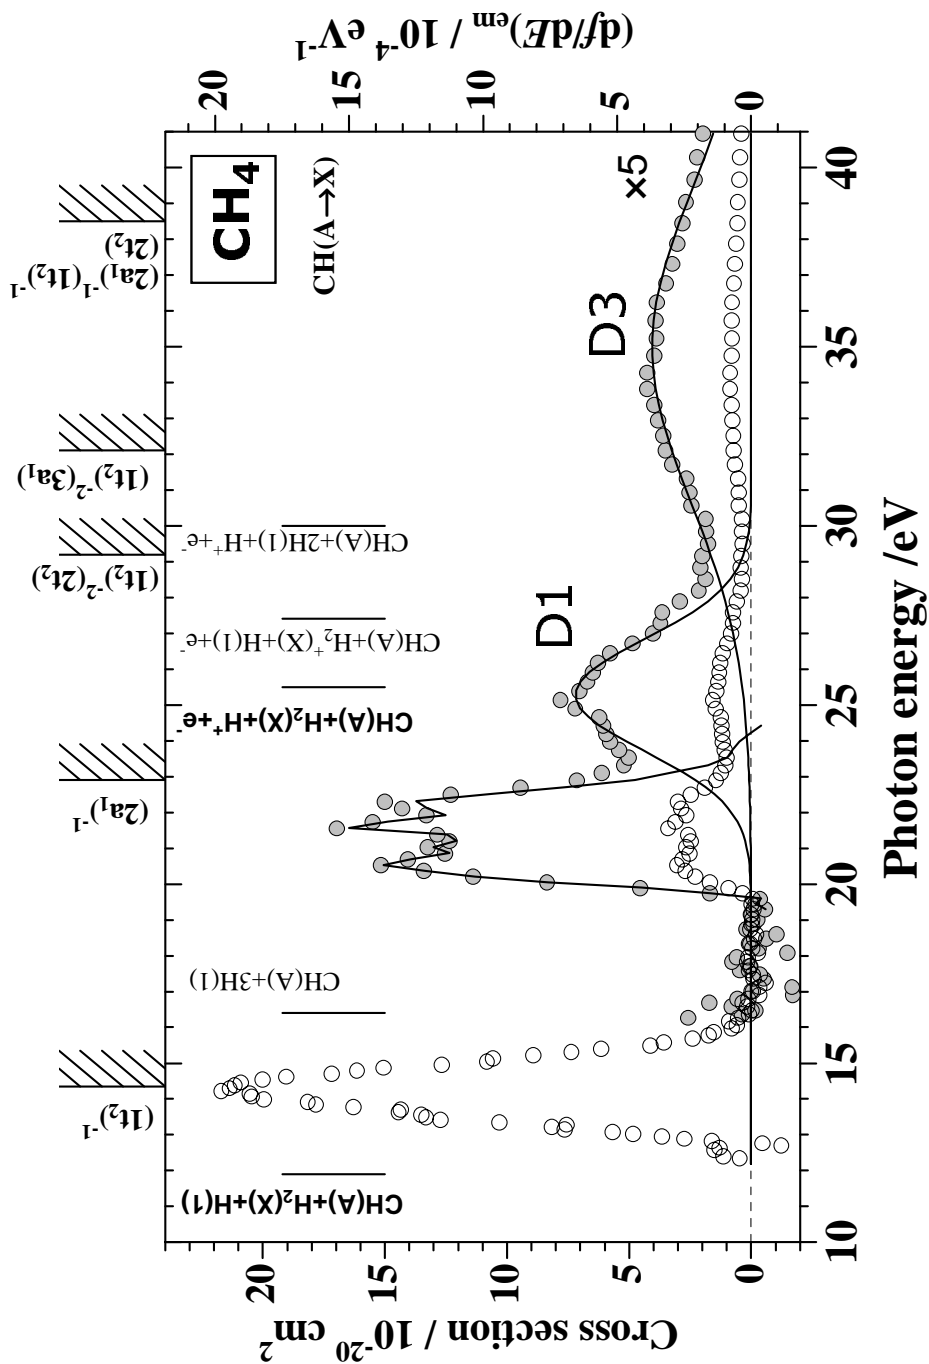 (1t₂)⁻¹
(2a₁)⁻¹
(1t₂)⁻²(2t₂)
(1t₂)⁻²(3a₁)
(2a₁)⁻¹(1t₂)⁻¹
(2t₂)
CH(A)+H₂(X)+H(1)
CH(A)+3H(1)
CH(A)+H₂(X)+H⁺+e⁻
CH(A)+H₂⁺(X)+H(1)+e⁻
CH(A)+2H(1)+H⁺+e⁻
CH₄
CH(A→X)
D1
D3
×5
Cross section / 10⁻²⁰ cm²
20
15
10
5
0
(df/dE)em / 10⁻⁴ eV⁻¹
20
15
10
5
0
10
15
20
25
30
35
40
Photon energy /eV